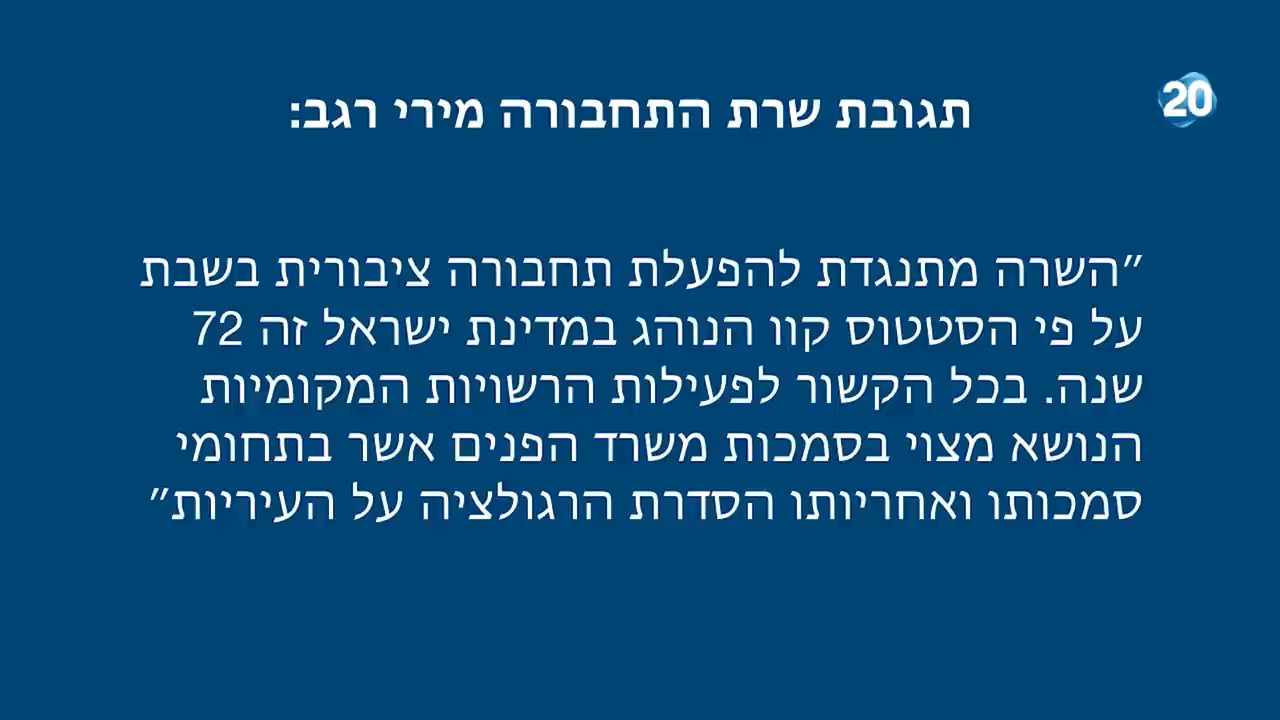 20
תגובת שרת התחבורה מירי רגב:
"השרה מתנגדת להפעלת תחבורה ציבורית בשבת
על פי הסטטוס קוו הנוהג במדינת ישראל זה 72
שנה. בכל הקשור לפעילות הרשויות המקומיות
הנושא מצוי בסמכות משרד הפנים אשר בתחומי
סמכותו ואחריותו הסדרת הרגולציה על העיריות"